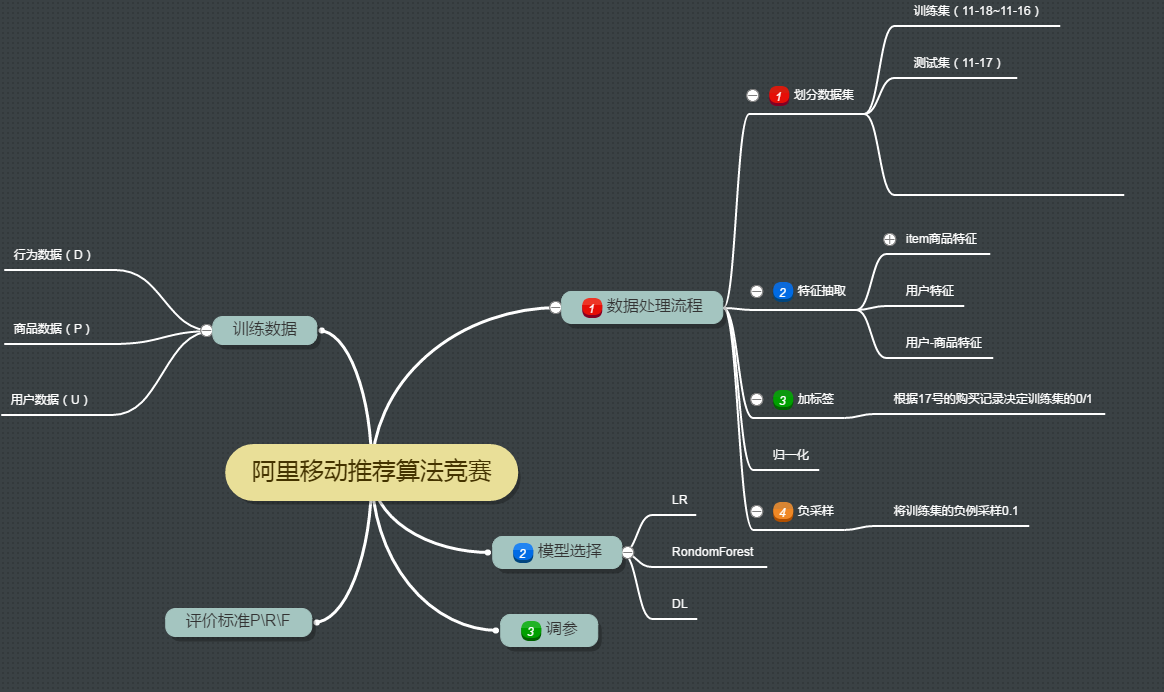 训练集（11-18~11-16）
测试集（11-17）
1 划分数据集
item商品特征
2 特征抽取
用户特征
用户-商品特征
1 数据处理流程
3 加标签
根据17号的购买记录决定训练集的0/1
归一化
4 负采样
将训练集的负例采样0.1
行为数据（D）
商品数据（P）
用户数据（U）
训练数据
阿里移动推荐算法竞赛
LR
2 模型选择
RondomForest
DL
评价标准P\R\F
3 调参